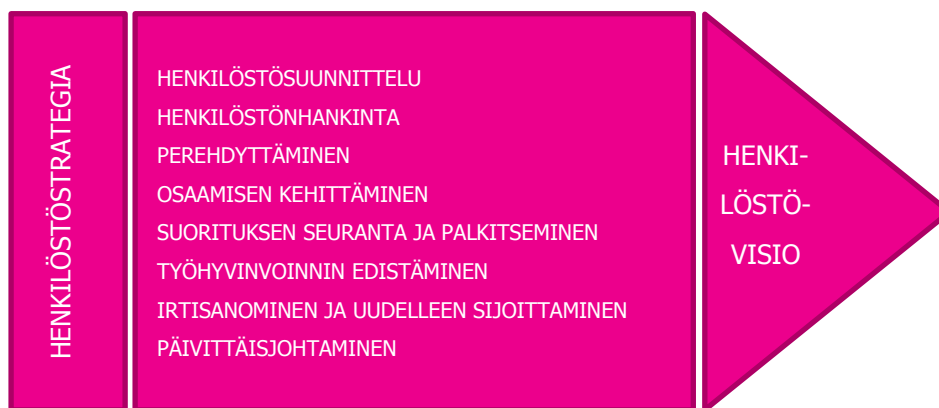 HENKILÖSTÖSTRATEGIA
HENKILÖSTÖSUUNNITTELU
HENKILÖSTÖNHANKINTA
PEREHDYTTÄMINEN
OSAAMISEN KEHITTÄMINEN
SUORITUKSEN SEURANTA JA PALKITSEMINEN
TYÖHYVINVOINNIN EDISTÄMINEN
IRTISANOMINEN JA UUDELLEEN SIJOITTAMINEN
PÄIVITTÄISJOHTAMINEN
HENKI-
LÖSTÖ-
VISIO